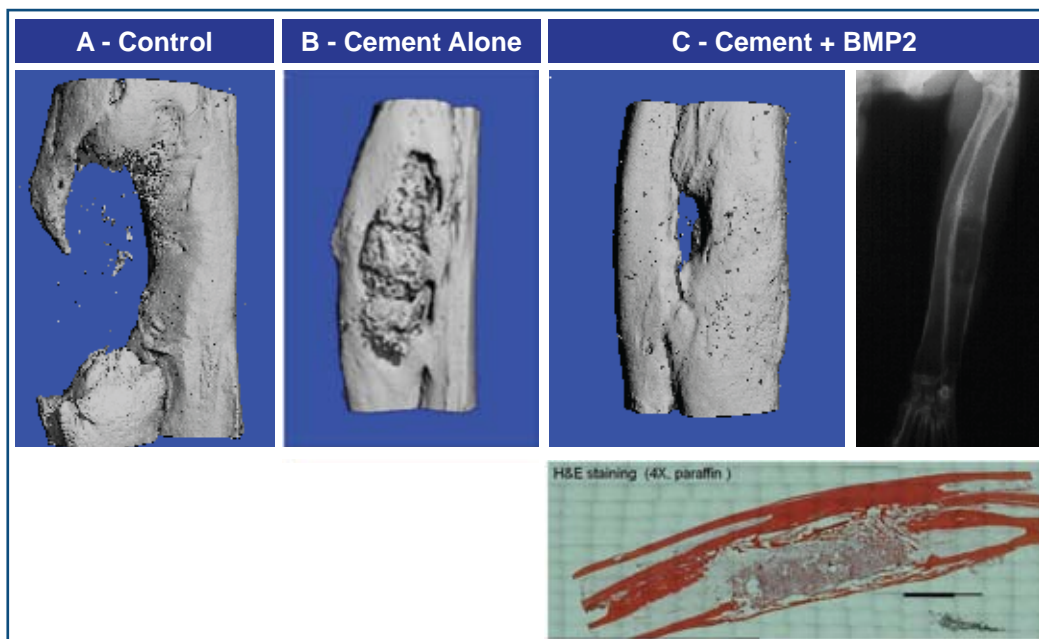 A - Control
B - Cement Alone
C - Cement + BMP2
H&E staining (4X, paraffin )